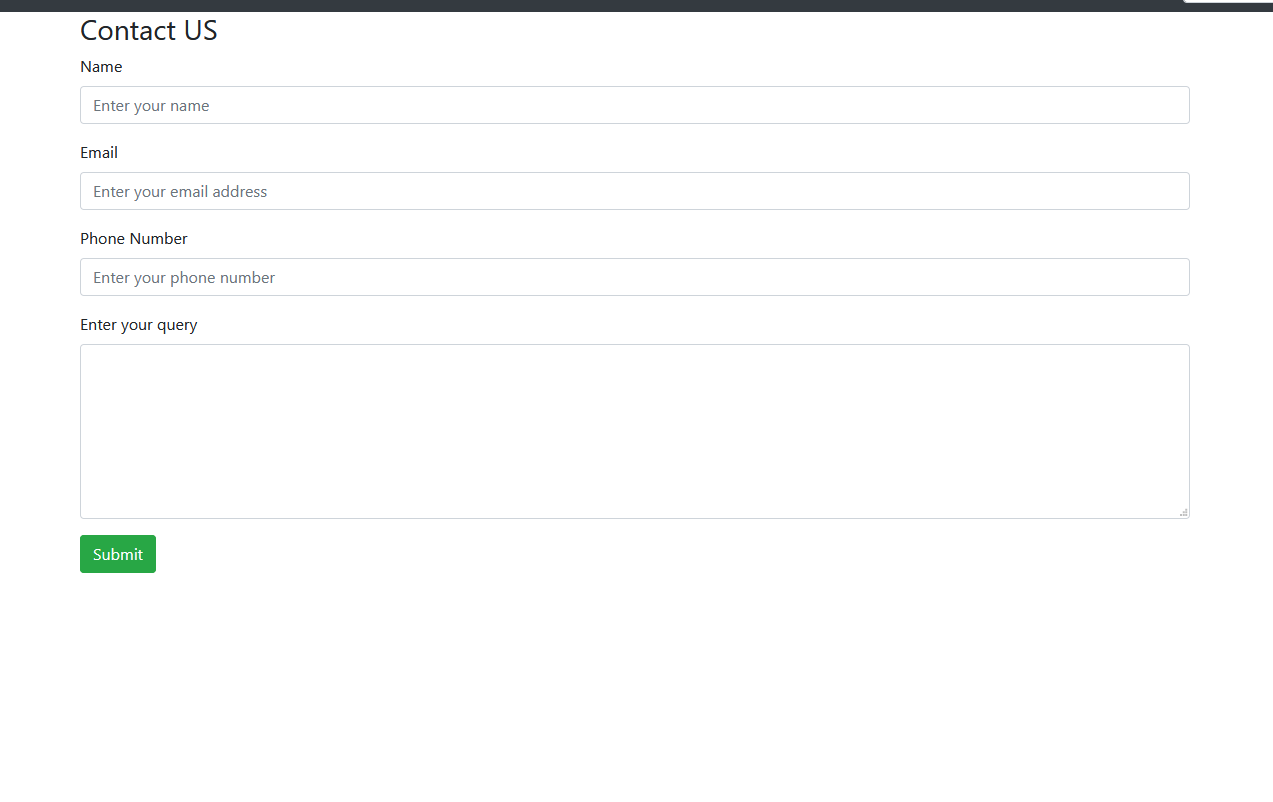 Contact US
Name
Enter your name
Email
Enter your email address
Phone Number
Enter your phone number
Enter your query
Submit